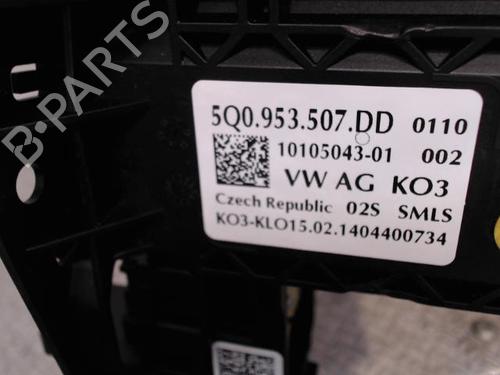 B-PARTS
5Q0.953.507.DD 0110
10105043-01 002
VW AG KO3
Czech Republic 02S SMLS
KO3-KLO15.02.1404400734